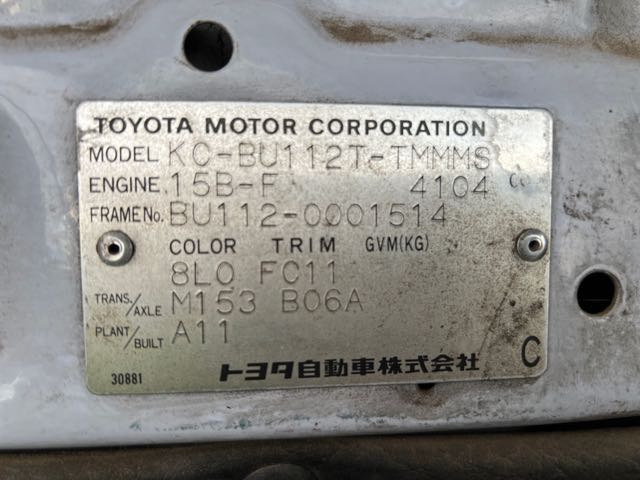 TOYOTA MOTOR CORPORATION
MODEL KC-BU112T-TMMMS
ENGINE 15B-F 4104 cc
FRAME No. BU112-0001514
COLOR TRIM GVM(KG)
8L0 FC11
TRANS./AXLE M153 B06A
PLANT/BUILT A11
30881 トヨタ自動車株式会社 C